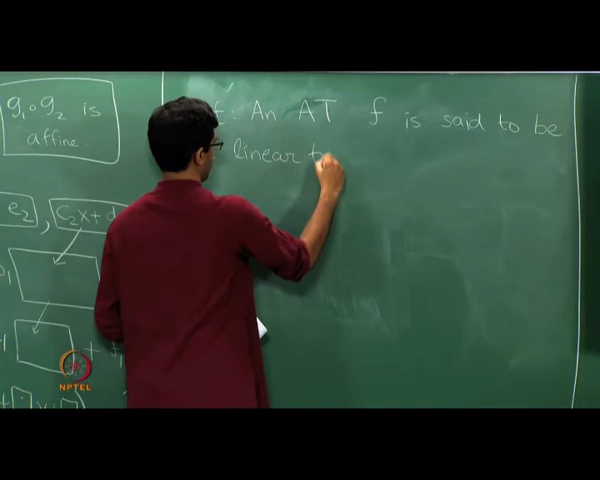 g₁∘g₂ is
affine.
e₂ , c₂x+d
f: An AT f is said to be
linear
NPTEL